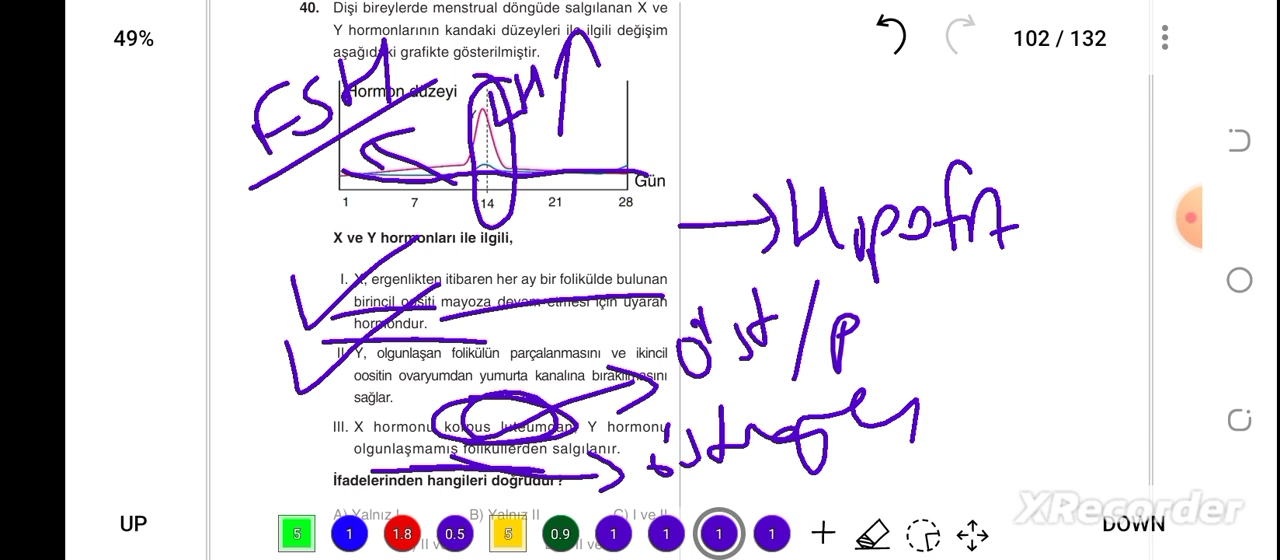 49%
102 / 132
40. Dişi bireylerde menstrual döngüde salgılanan X ve
Y hormonlarının kandaki düzeyleri ile ilgili değişim
aşağıdaki grafikte gösterilmiştir.
FSH
Hormon düzeyi
LH
Gün
1 7 14 21 28
Hipofiz
X ve Y hormonları ile ilgili,
I. X, ergenlikten itibaren her ay bir folikülde bulunan
birincil oositi mayoza devam etmesi için uyaran
hormondur.
II. Y, olgunlaşan folikülün parçalanmasını ve ikincil
oositin ovaryumdan yumurta kanalına bırakılmasını
sağlar.
öst / p
III. X hormonu korpus luteumdan, Y hormonu
olgunlaşmamış foliküllerden salgılanır.
östrojen
İfadelerinden hangileri doğrudur?
A) Yalnız I B) Yalnız II C) I ve II
5 1 1.8 0.5 5 0.9 1 1 1 1
UP
DOWN
XRecorder